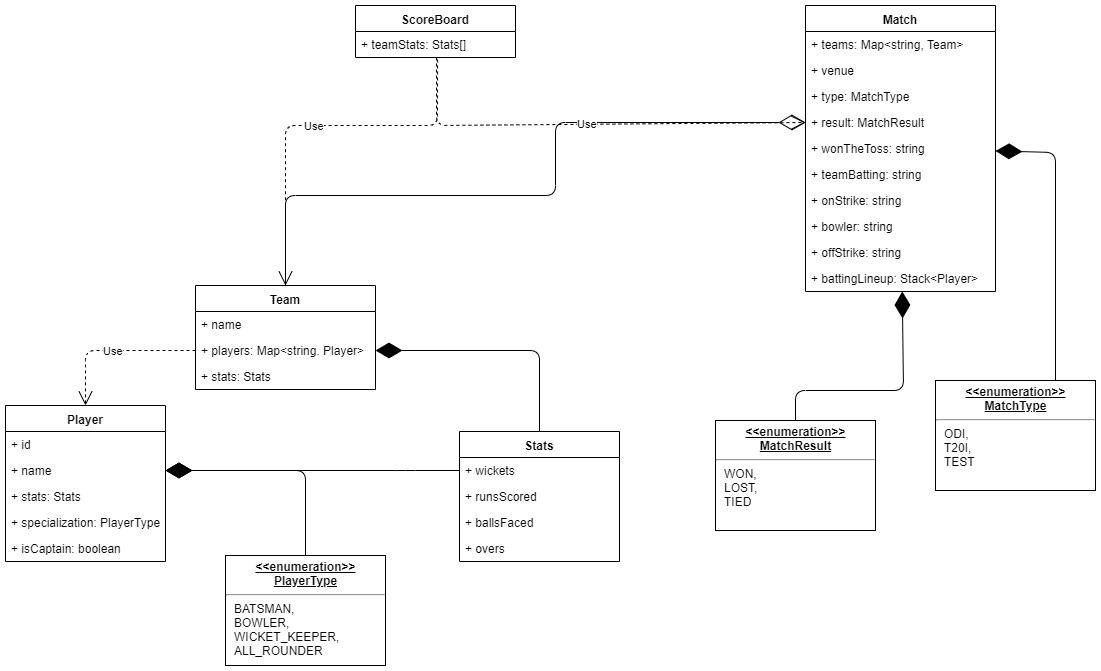 ScoreBoard
+ teamStats: Stats[]
Match
+ teams: Map<string, Team>
+ venue
+ type: MatchType
+ result: MatchResult
+ wonTheToss: string
+ teamBatting: string
+ onStrike: string
+ bowler: string
+ offStrike: string
+ battingLineup: Stack<Player>
Use
Use
Team
+ name
+ players: Map<string. Player>
+ stats: Stats
Use
Player
+ id
+ name
+ stats: Stats
+ specialization: PlayerType
+ isCaptain: boolean
Stats
+ wickets
+ runsScored
+ ballsFaced
+ overs
<<enumeration>>
PlayerType
BATSMAN,
BOWLER,
WICKET_KEEPER,
ALL_ROUNDER
<<enumeration>>
MatchResult
WON,
LOST,
TIED
<<enumeration>>
MatchType
ODI,
T20I,
TEST